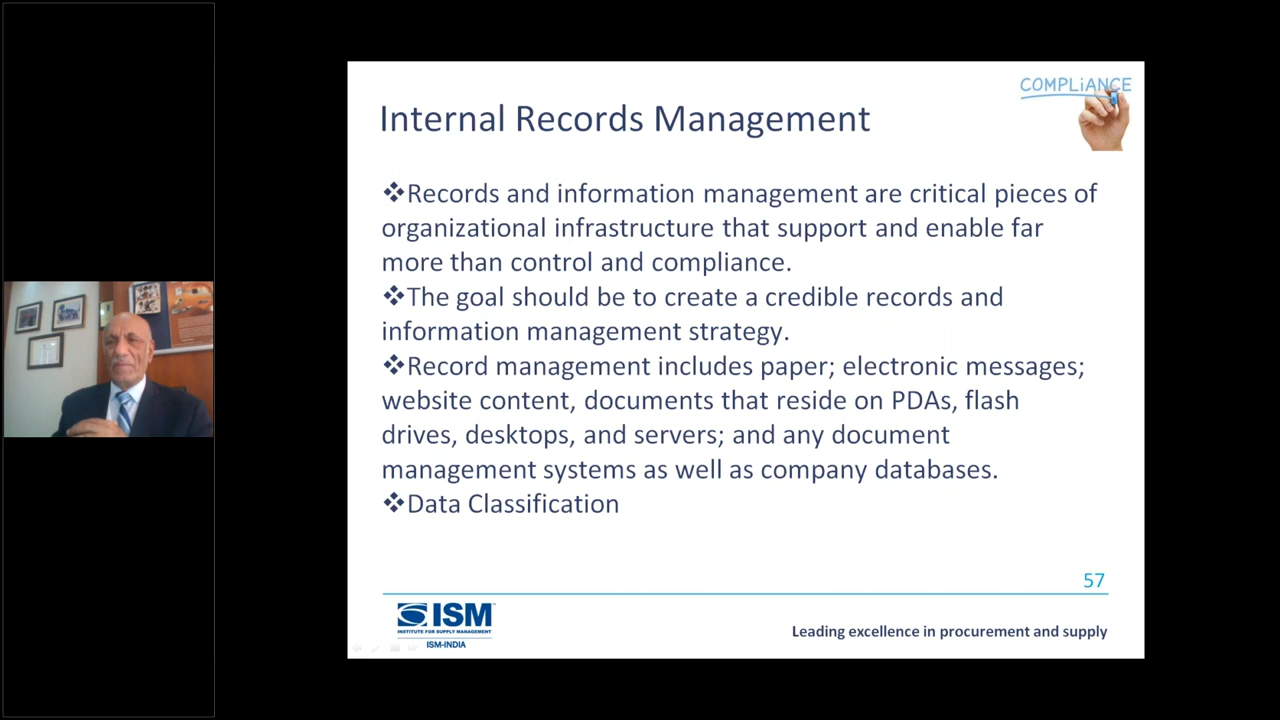 COMPLiANCE
Internal Records Management
❖Records and information management are critical pieces of
organizational infrastructure that support and enable far
more than control and compliance.
❖The goal should be to create a credible records and
information management strategy.
❖Record management includes paper; electronic messages;
website content, documents that reside on PDAs, flash
drives, desktops, and servers; and any document
management systems as well as company databases.
❖Data Classification
57
ISM
INSTITUTE FOR SUPPLY MANAGEMENT
ISM-INDIA
Leading excellence in procurement and supply